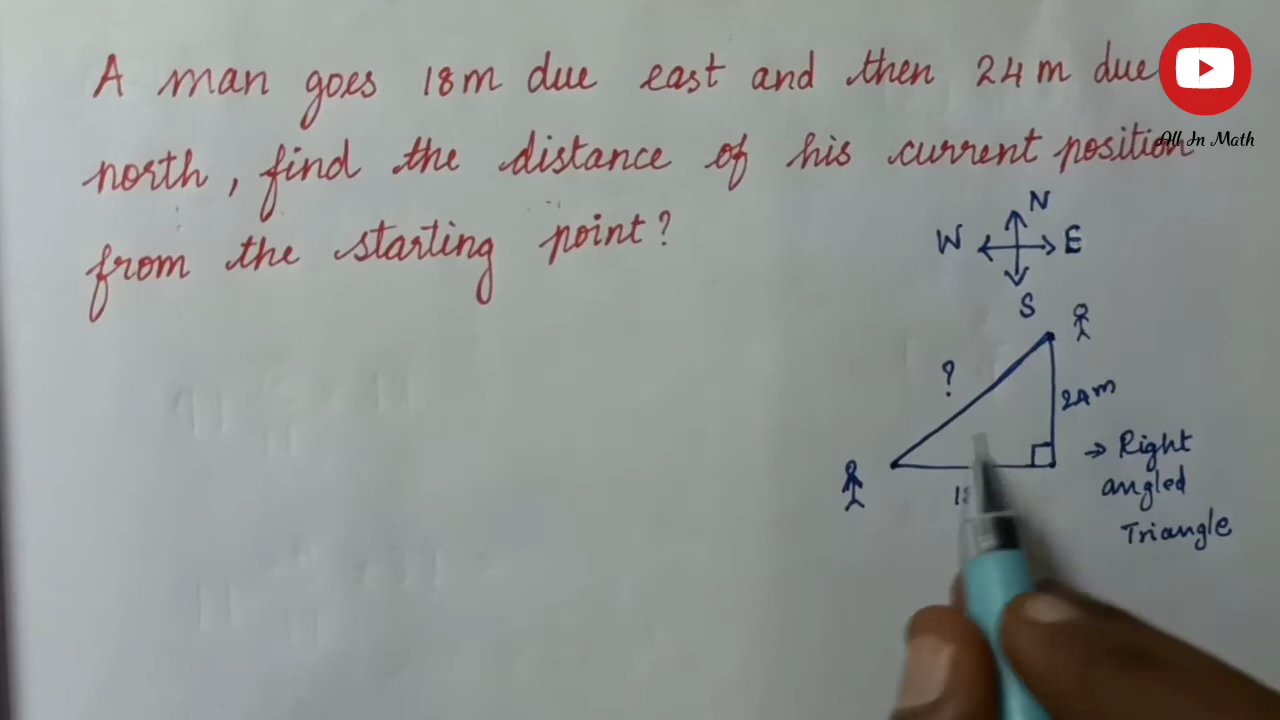 A man goes 18m due east and then 24m due
north, find the distance of his current position
from the starting point?
All In Math
N
W E
S
?
24m
→ Right
angled
Triangle